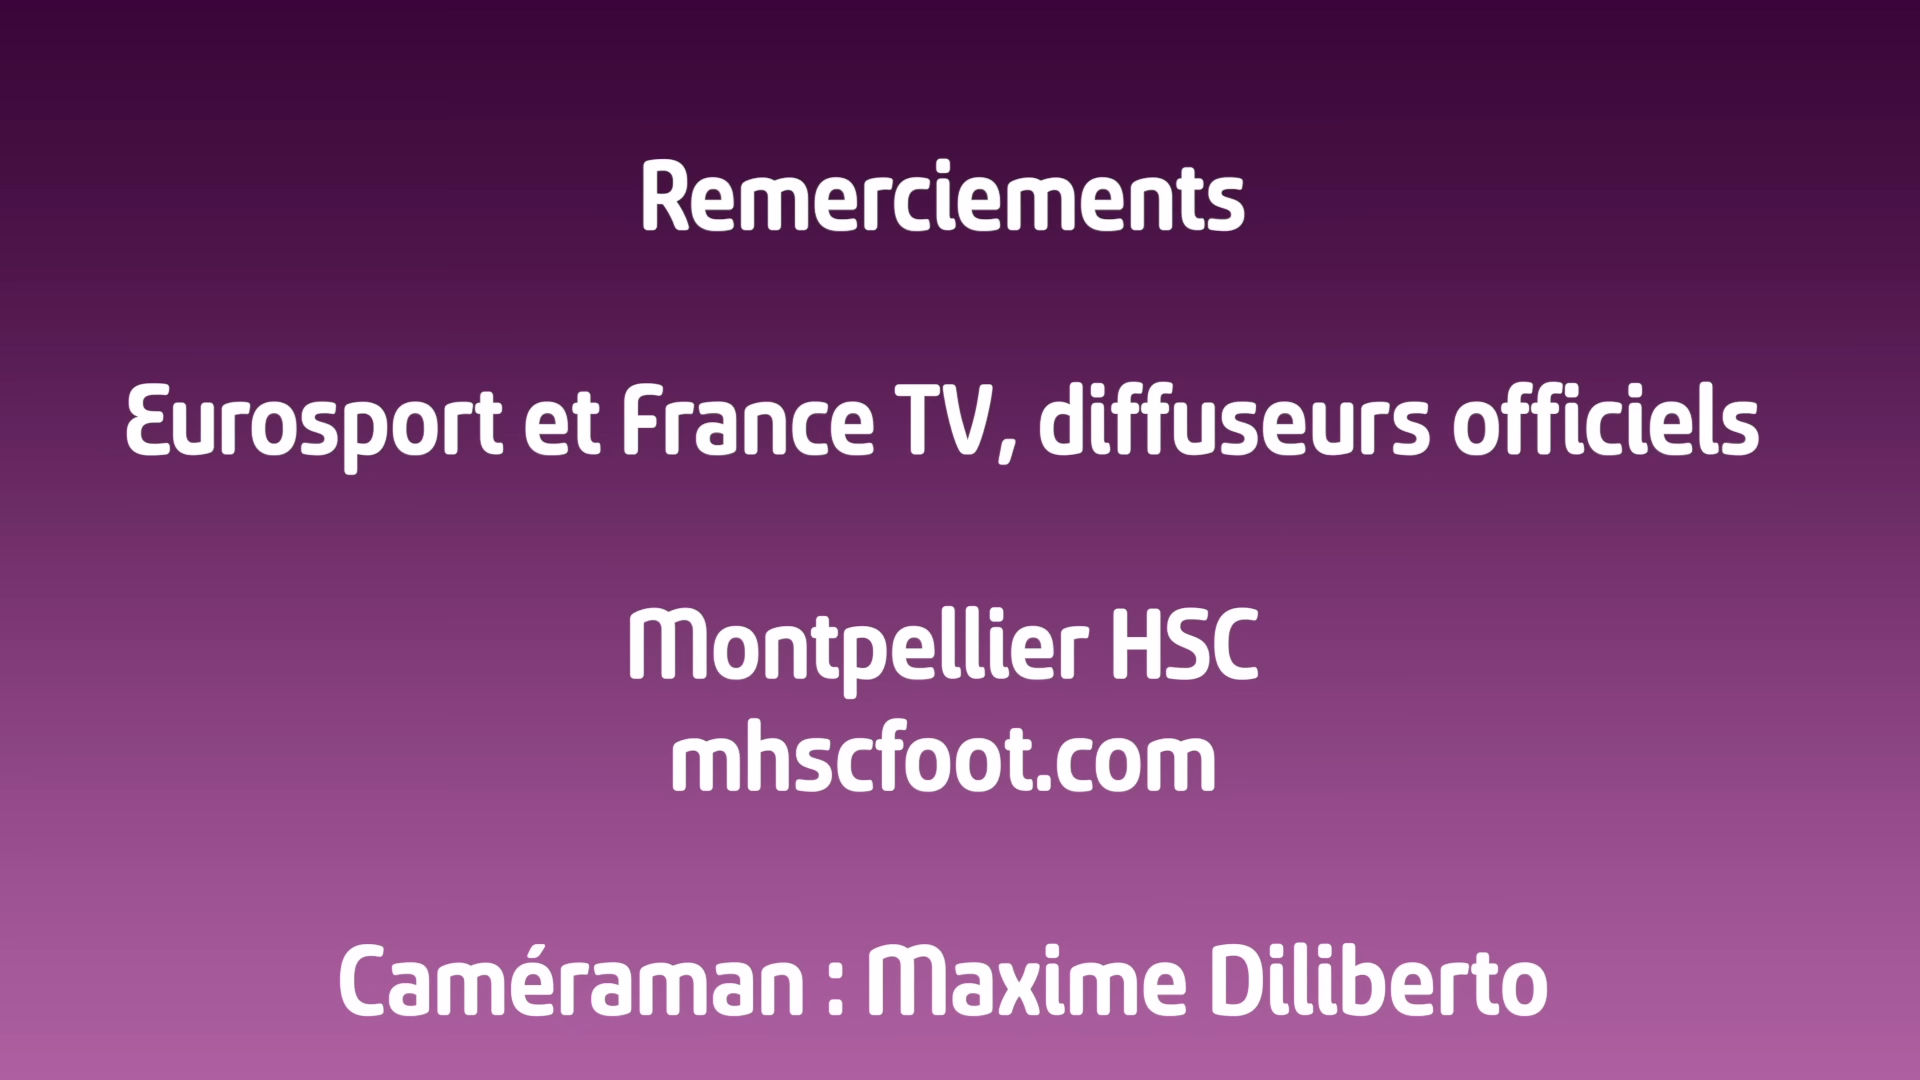 Remerciements
Eurosport et France TV, diffuseurs officiels
Montpellier HSC
mhscfoot.com
Caméraman : Maxime Diliberto